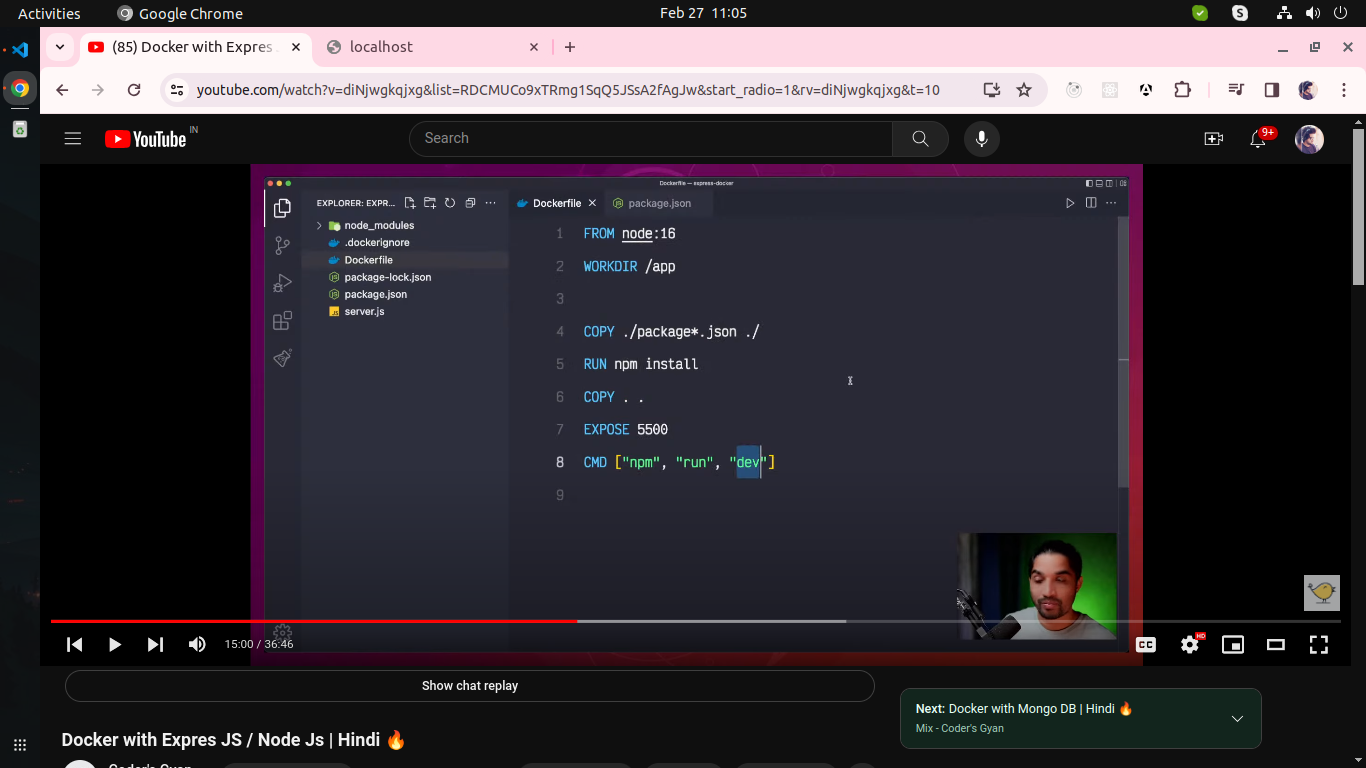 Activities Google Chrome Feb 27 11:05
(85) Docker with Expres localhost
youtube.com/watch?v=diNjwgkqjxg&list=RDCMUCo9xTRmg1SqQ5JSsA2fAgJw&start_radio=1&rv=diNjwgkqjxg&t=10
YouTube IN Search 9+
Dockerfile — express-docker
EXPLORER: EXPR... Dockerfile package.json
node_modules
.dockerignore
Dockerfile
package-lock.json
package.json
server.js
1 FROM node:16
2 WORKDIR /app
3
4 COPY ./package*.json ./
5 RUN npm install
6 COPY . .
7 EXPOSE 5500
8 CMD ["npm", "run", "dev"]
9
15:00 / 36:46 CC HD
Show chat replay
Next: Docker with Mongo DB | Hindi 🔥
Mix - Coder's Gyan
Docker with Expres JS / Node Js | Hindi 🔥
Coder's Gyan